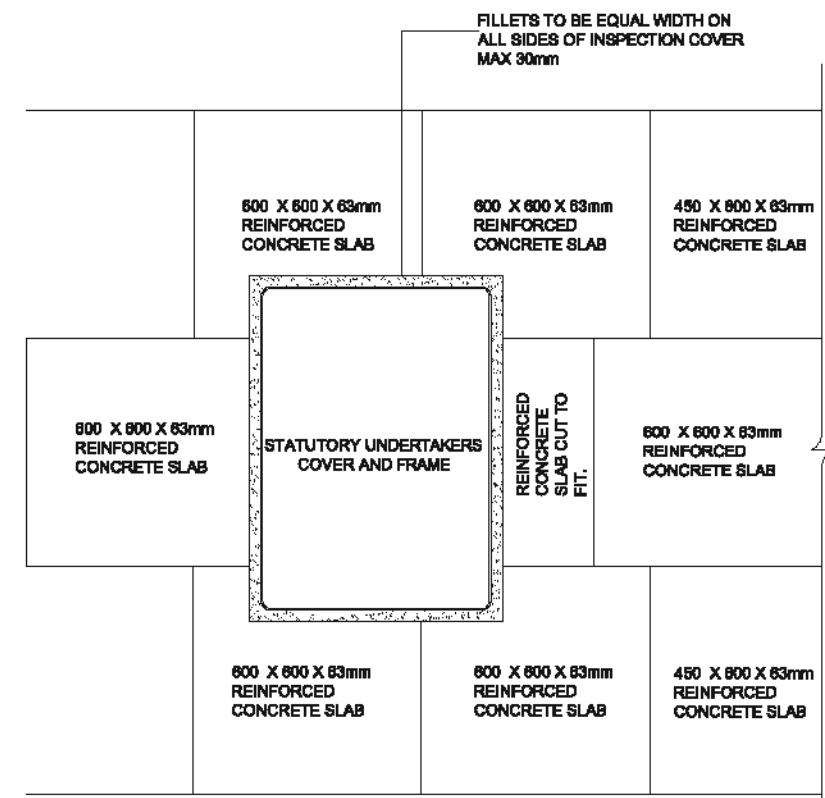 FILLETS TO BE EQUAL WIDTH ON
ALL SIDES OF INSPECTION COVER
MAX 30mm
600 X 600 X 63mm
REINFORCED
CONCRETE SLAB
600 X 600 X 63mm
REINFORCED
CONCRETE SLAB
450 X 600 X 63mm
REINFORCED
CONCRETE SLAB
600 X 600 X 63mm
REINFORCED
CONCRETE SLAB
STATUTORY UNDERTAKERS
COVER AND FRAME
REINFORCED
CONCRETE
SLAB CUT TO
FIT.
600 X 600 X 63mm
REINFORCED
CONCRETE SLAB
600 X 600 X 63mm
REINFORCED
CONCRETE SLAB
600 X 600 X 63mm
REINFORCED
CONCRETE SLAB
450 X 600 X 63mm
REINFORCED
CONCRETE SLAB